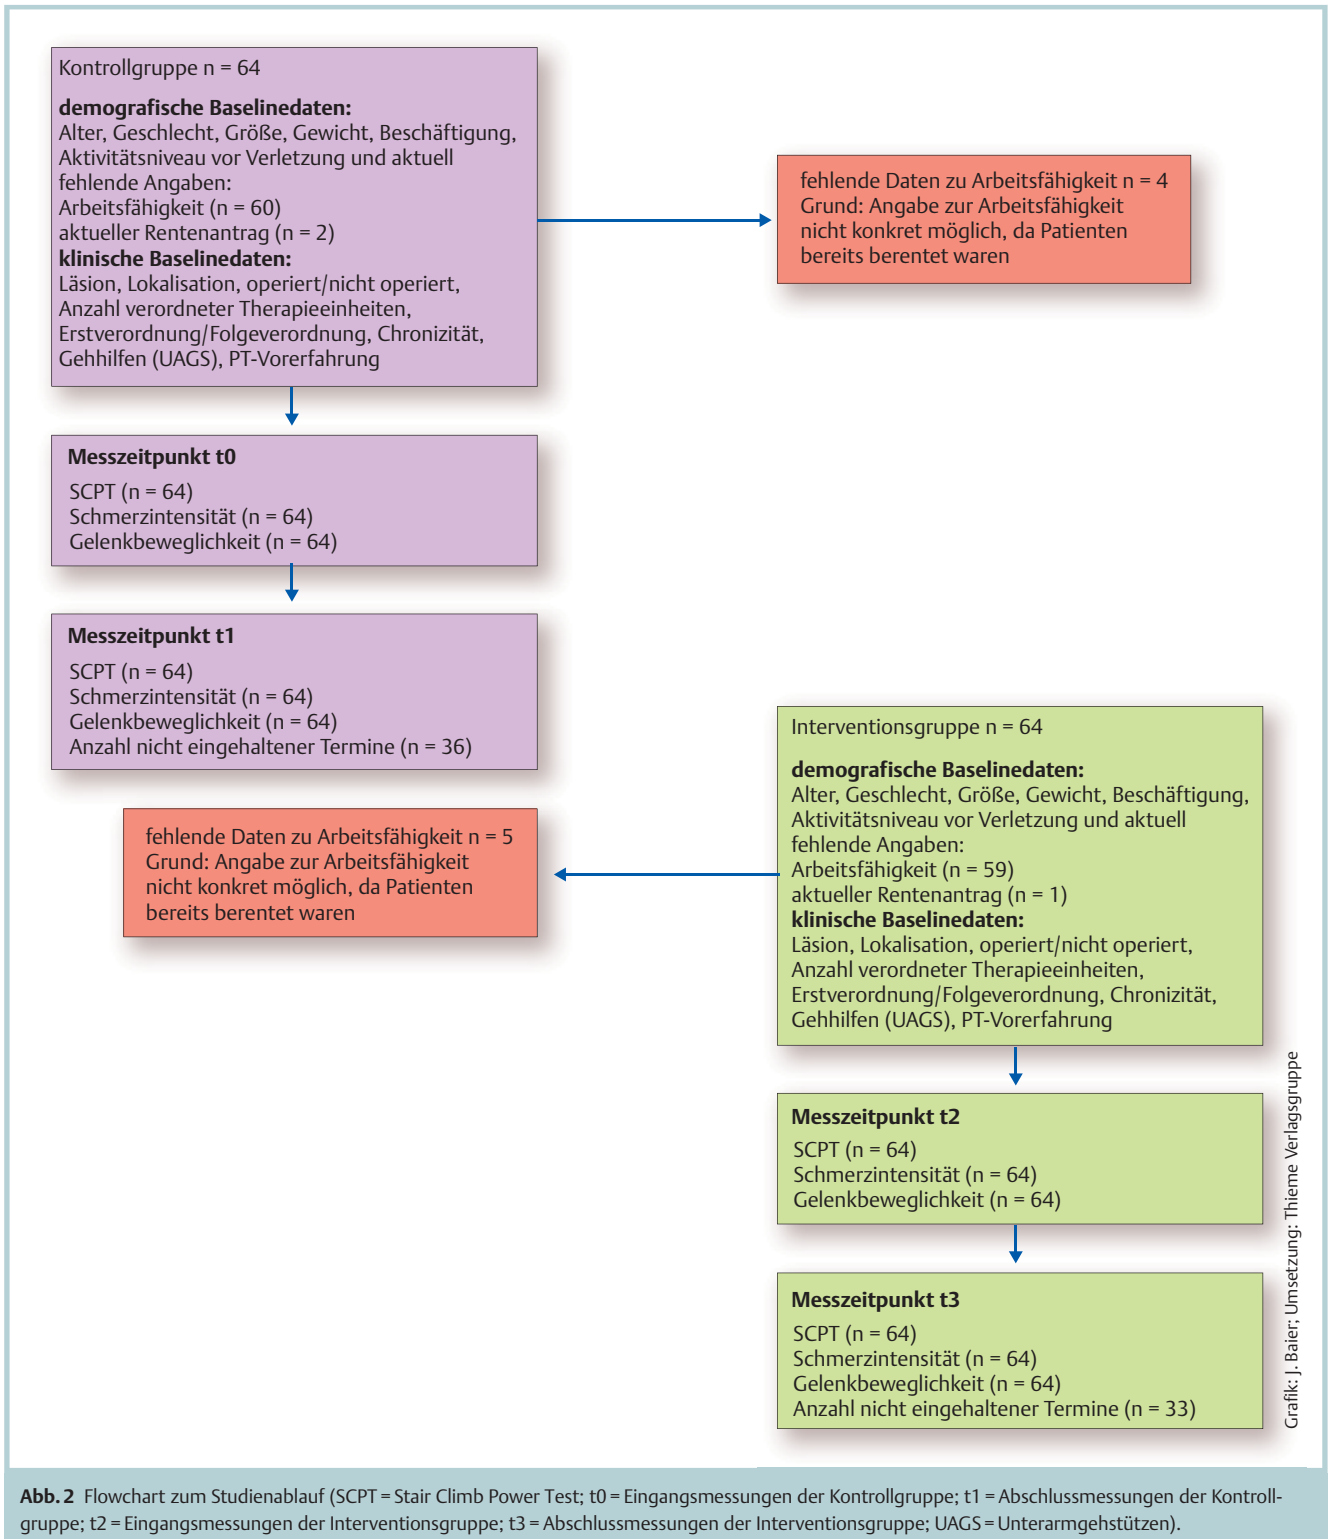 Kontrollgruppe n = 64
demografische Baselinedaten:
Alter, Geschlecht, Größe, Gewicht, Beschäftigung,
Aktivitätsniveau vor Verletzung und aktuell
fehlende Angaben:
Arbeitsfähigkeit (n = 60)
aktueller Rentenantrag (n = 2)
klinische Baselinedaten:
Läsion, Lokalisation, operiert/nicht operiert,
Anzahl verordneter Therapieeinheiten,
Erstverordnung/Folgeverordnung, Chronizität,
Gehhilfen (UAGS), PT-Vorerfahrung
fehlende Daten zu Arbeitsfähigkeit n = 4
Grund: Angabe zur Arbeitsfähigkeit
nicht konkret möglich, da Patienten
bereits berentet waren
Messzeitpunkt t0
SCPT (n = 64)
Schmerzintensität (n = 64)
Gelenkbeweglichkeit (n = 64)
Messzeitpunkt t1
SCPT (n = 64)
Schmerzintensität (n = 64)
Gelenkbeweglichkeit (n = 64)
Anzahl nicht eingehaltener Termine (n = 36)
Interventionsgruppe n = 64
demografische Baselinedaten:
Alter, Geschlecht, Größe, Gewicht, Beschäftigung,
Aktivitätsniveau vor Verletzung und aktuell
fehlende Angaben:
Arbeitsfähigkeit (n = 59)
aktueller Rentenantrag (n = 1)
klinische Baselinedaten:
Läsion, Lokalisation, operiert/nicht operiert,
Anzahl verordneter Therapieeinheiten,
Erstverordnung/Folgeverordnung, Chronizität,
Gehhilfen (UAGS), PT-Vorerfahrung
fehlende Daten zu Arbeitsfähigkeit n = 5
Grund: Angabe zur Arbeitsfähigkeit
nicht konkret möglich, da Patienten
bereits berentet waren
Messzeitpunkt t2
SCPT (n = 64)
Schmerzintensität (n = 64)
Gelenkbeweglichkeit (n = 64)
Messzeitpunkt t3
SCPT (n = 64)
Schmerzintensität (n = 64)
Gelenkbeweglichkeit (n = 64)
Anzahl nicht eingehaltener Termine (n = 33)
Grafik: J. Baier; Umsetzung: Thieme Verlagsgruppe
Abb. 2 Flowchart zum Studienablauf (SCPT = Stair Climb Power Test; t0 = Eingangsmessungen der Kontrollgruppe; t1 = Abschlussmessungen der Kontroll-
gruppe; t2 = Eingangsmessungen der Interventionsgruppe; t3 = Abschlussmessungen der Interventionsgruppe; UAGS = Unterarmgehstützen).